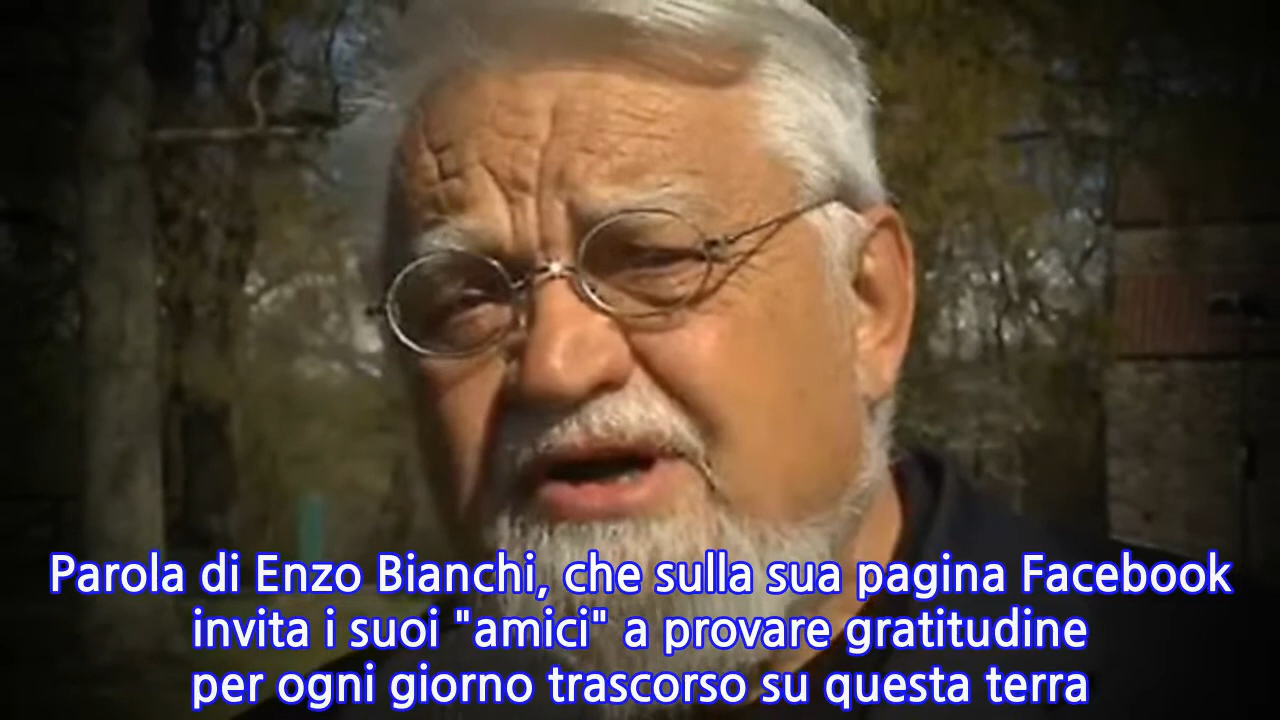 Parola di Enzo Bianchi, che sulla sua pagina Facebook
invita i suoi "amici" a provare gratitudine
per ogni giorno trascorso su questa terra